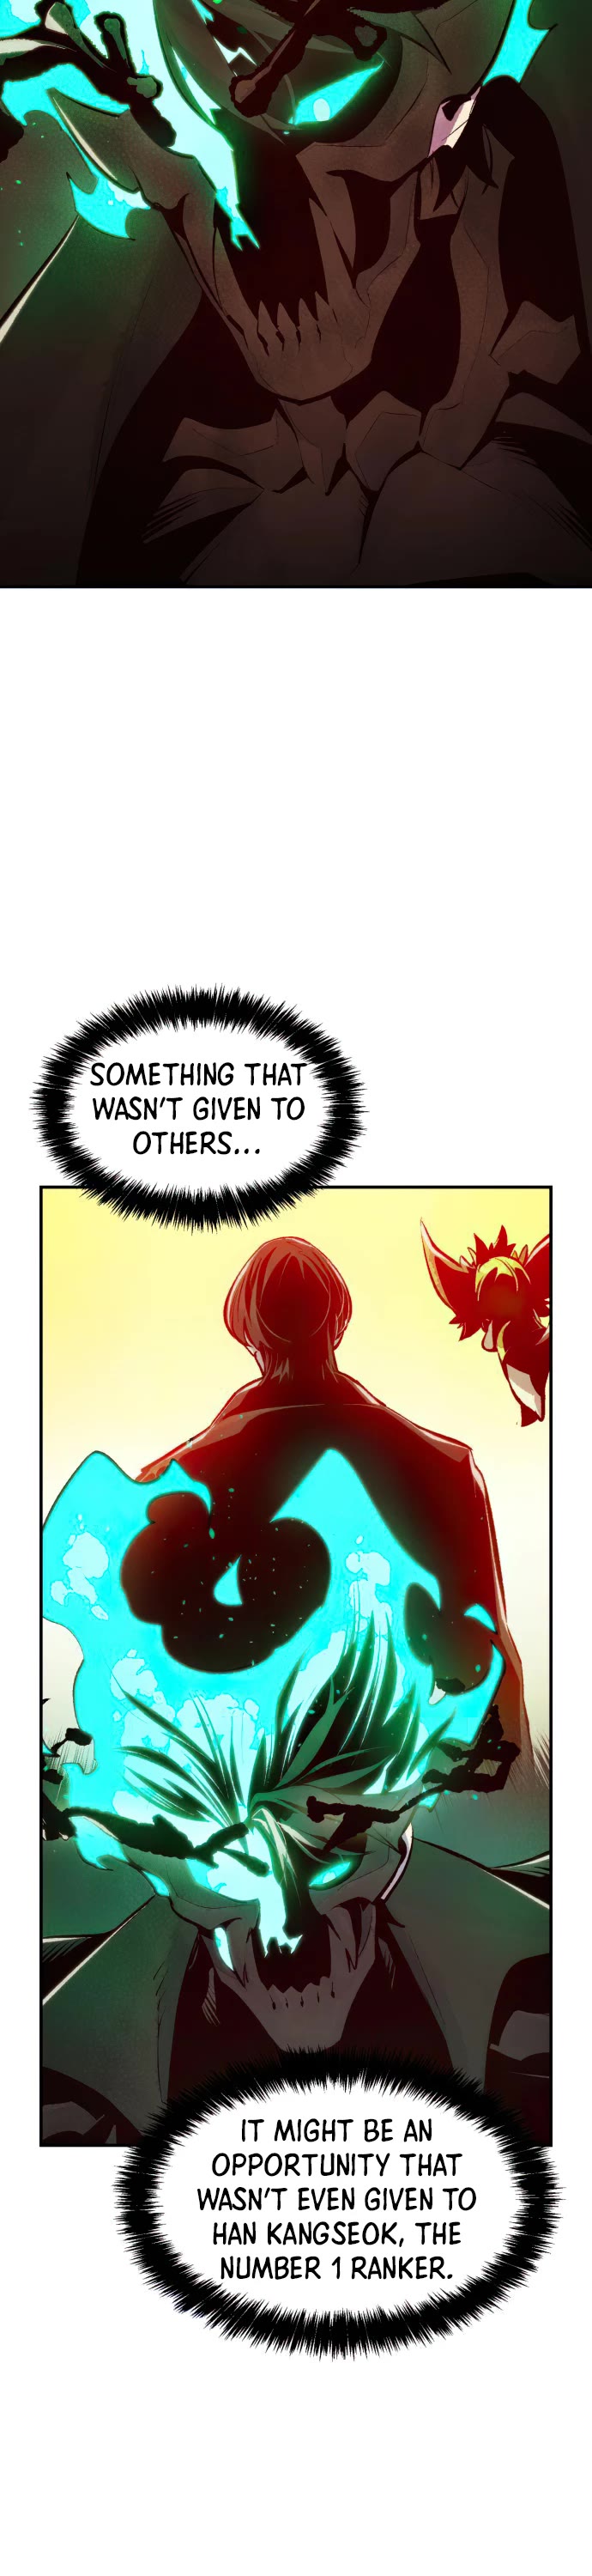 SOMETHING THAT
WASN'T GIVEN TO
OTHERS...
IT MIGHT BE AN
OPPORTUNITY THAT
WASN'T EVEN GIVEN TO
HAN KANGSEOK, THE
NUMBER 1 RANKER.